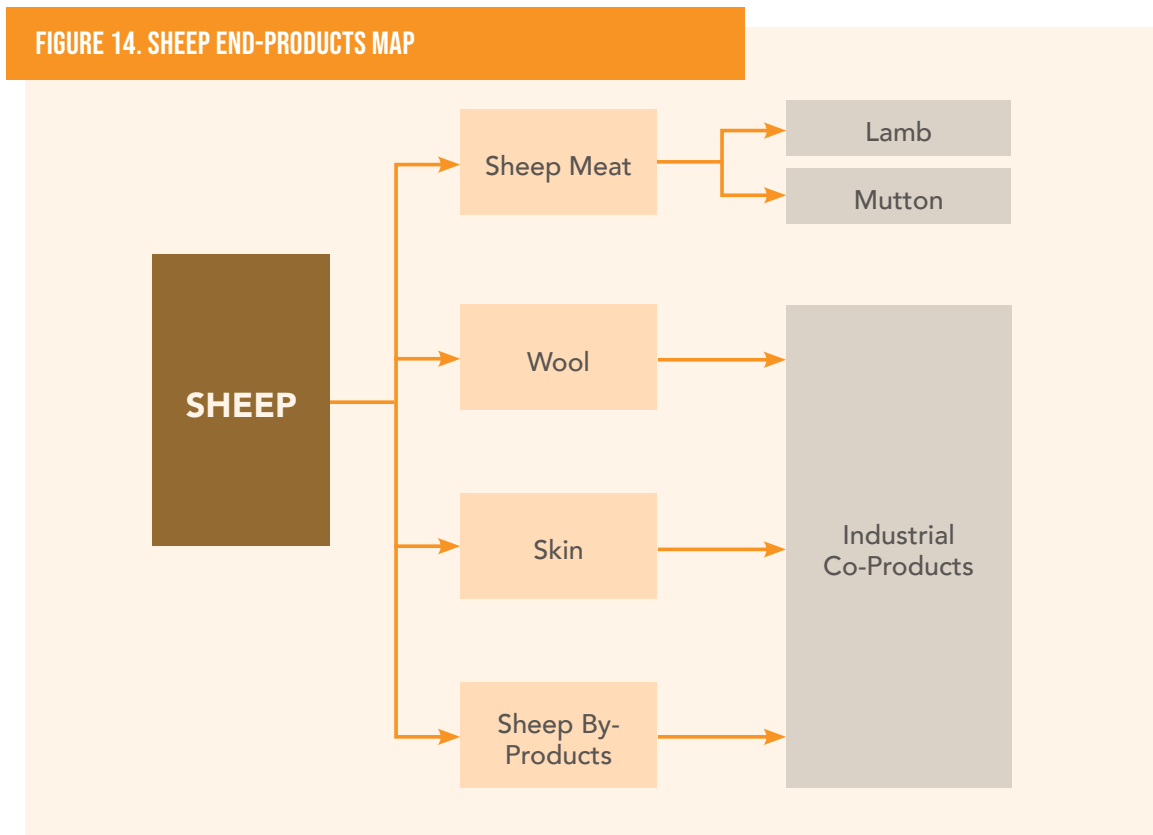 FIGURE 14. SHEEP END-PRODUCTS MAP
SHEEP
Sheep Meat
Lamb
Mutton
Wool
Skin
Sheep By-
Products
Industrial
Co-Products